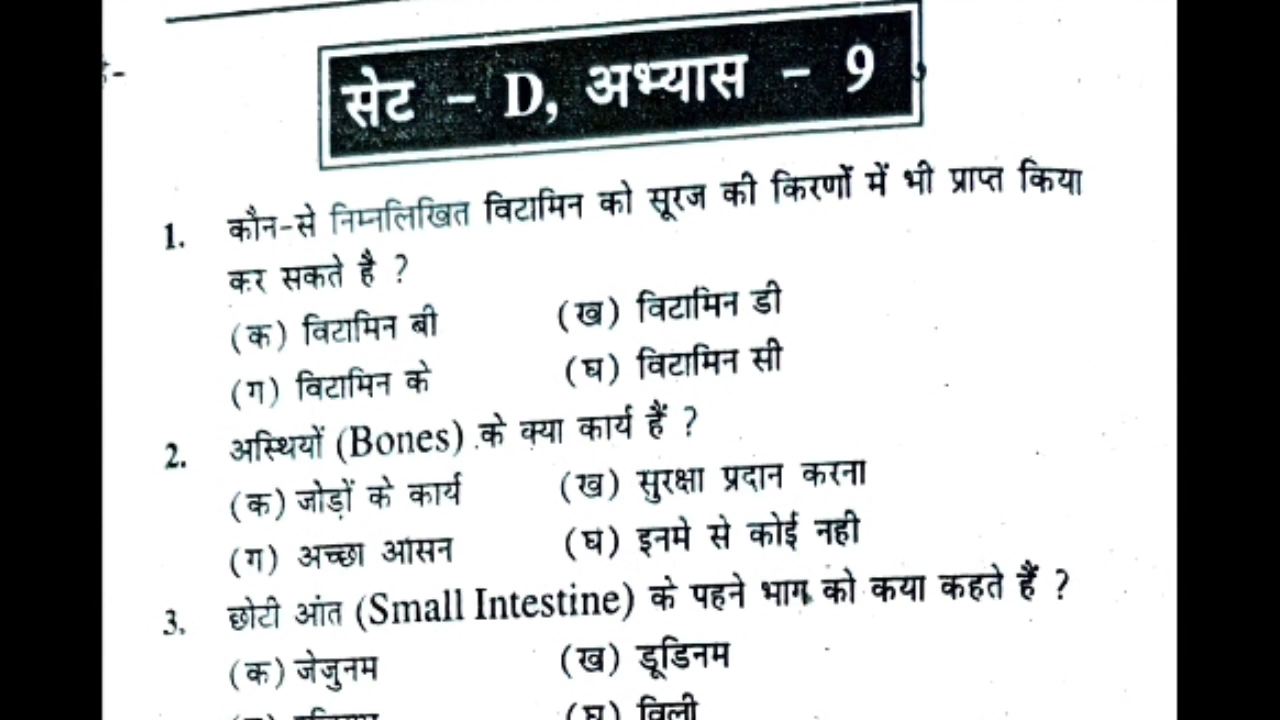 सेट - D, अभ्यास - 9
1. कौन-से निम्नलिखित विटामिन को सूरज की किरणों में भी प्राप्त किया
कर सकते है ?
(क) विटामिन बी (ख) विटामिन डी
(ग) विटामिन के (घ) विटामिन सी
2. अस्थियों (Bones) के क्या कार्य हैं ?
(क) जोड़ों के कार्य (ख) सुरक्षा प्रदान करना
(ग) अच्छा आसन (घ) इनमे से कोई नही
3. छोटी आंत (Small Intestine) के पहने भाग को कया कहते हैं ?
(क) जेजुनम (ख) डूडिनम
(घ) विली